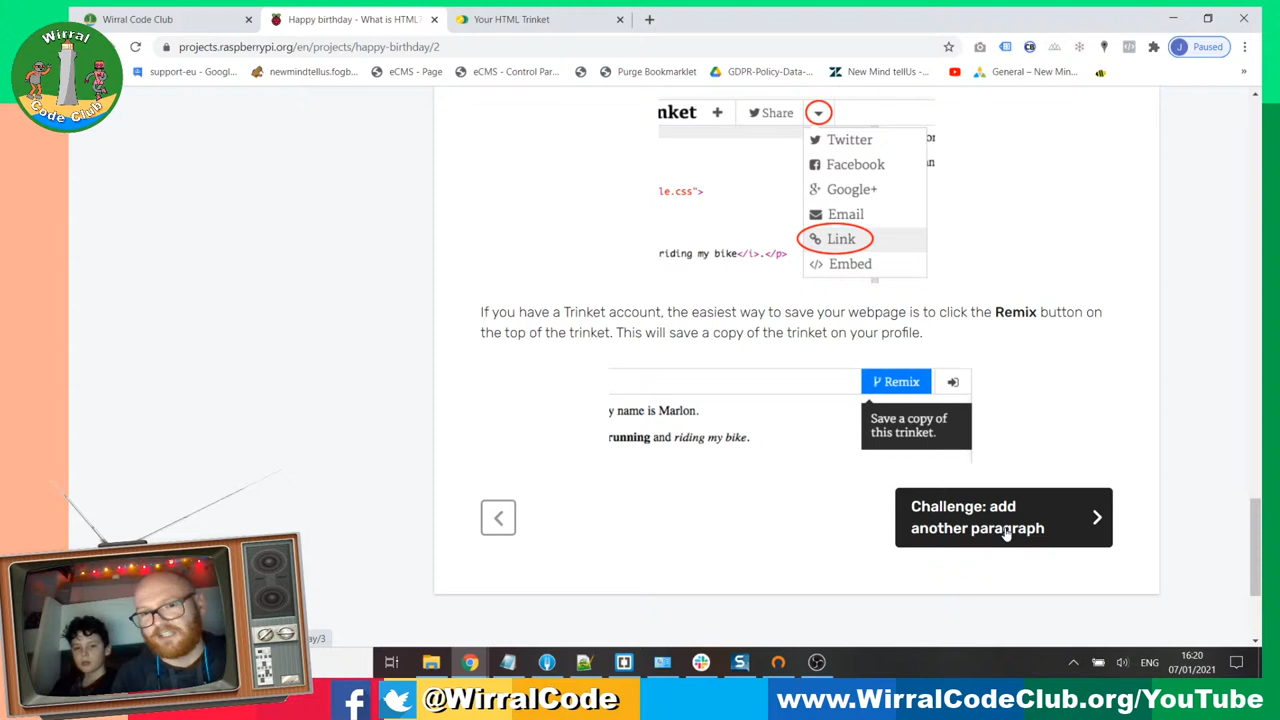 Wirral Code Club
Happy birthday - What is HTML
Your HTML Trinket
Wirral
Code Club
projects.raspberrypi.org/en/projects/happy-birthday/2
J Paused
support-eu - Googl...
newmindtellus.fogb...
eCMS - Page
eCMS - Control Par...
Purge Bookmarklet
GDPR-Policy-Data-...
New Mind tellUs -...
General – New Min...
nket
Share
Twitter
Facebook
Google+
Email
Link
Embed
le.css">
riding my bike</i>.</p>
If you have a Trinket account, the easiest way to save your webpage is to click the Remix button on
the top of the trinket. This will save a copy of the trinket on your profile.
Remix
y name is Marlon.
running and riding my bike.
Save a copy of
this trinket.
Challenge: add
another paragraph
ay/3
ENG
16:20
07/01/2021
@WirralCode
www.WirralCodeClub.org/YouTube